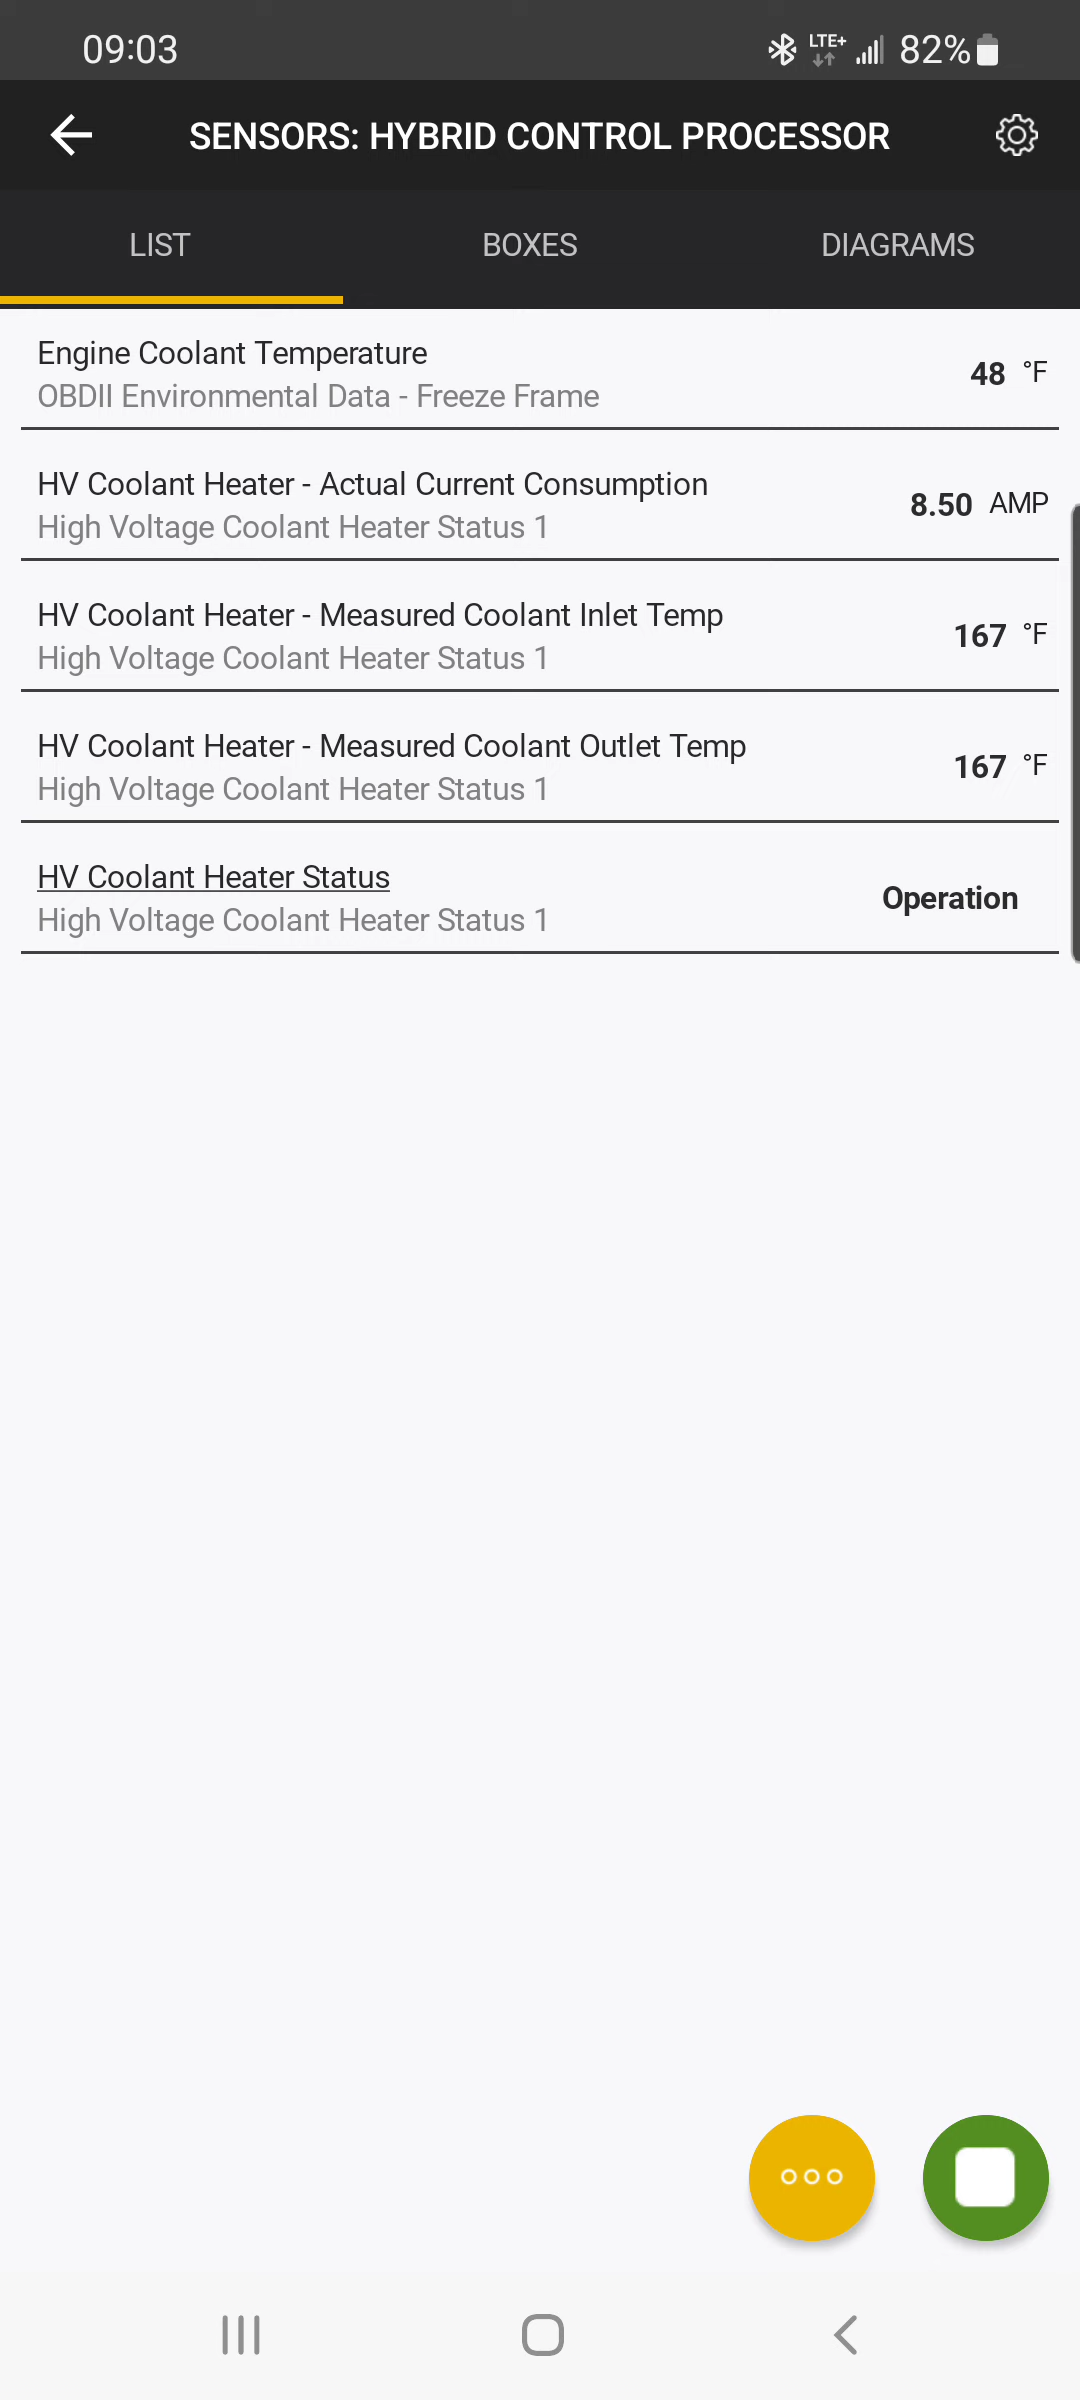 09:03 LTE+ 82%
SENSORS: HYBRID CONTROL PROCESSOR
LIST BOXES DIAGRAMS
Engine Coolant Temperature
OBDII Environmental Data - Freeze Frame
48 °F
HV Coolant Heater - Actual Current Consumption
High Voltage Coolant Heater Status 1
8.50 AMP
HV Coolant Heater - Measured Coolant Inlet Temp
High Voltage Coolant Heater Status 1
167 °F
HV Coolant Heater - Measured Coolant Outlet Temp
High Voltage Coolant Heater Status 1
167 °F
HV Coolant Heater Status
High Voltage Coolant Heater Status 1
Operation